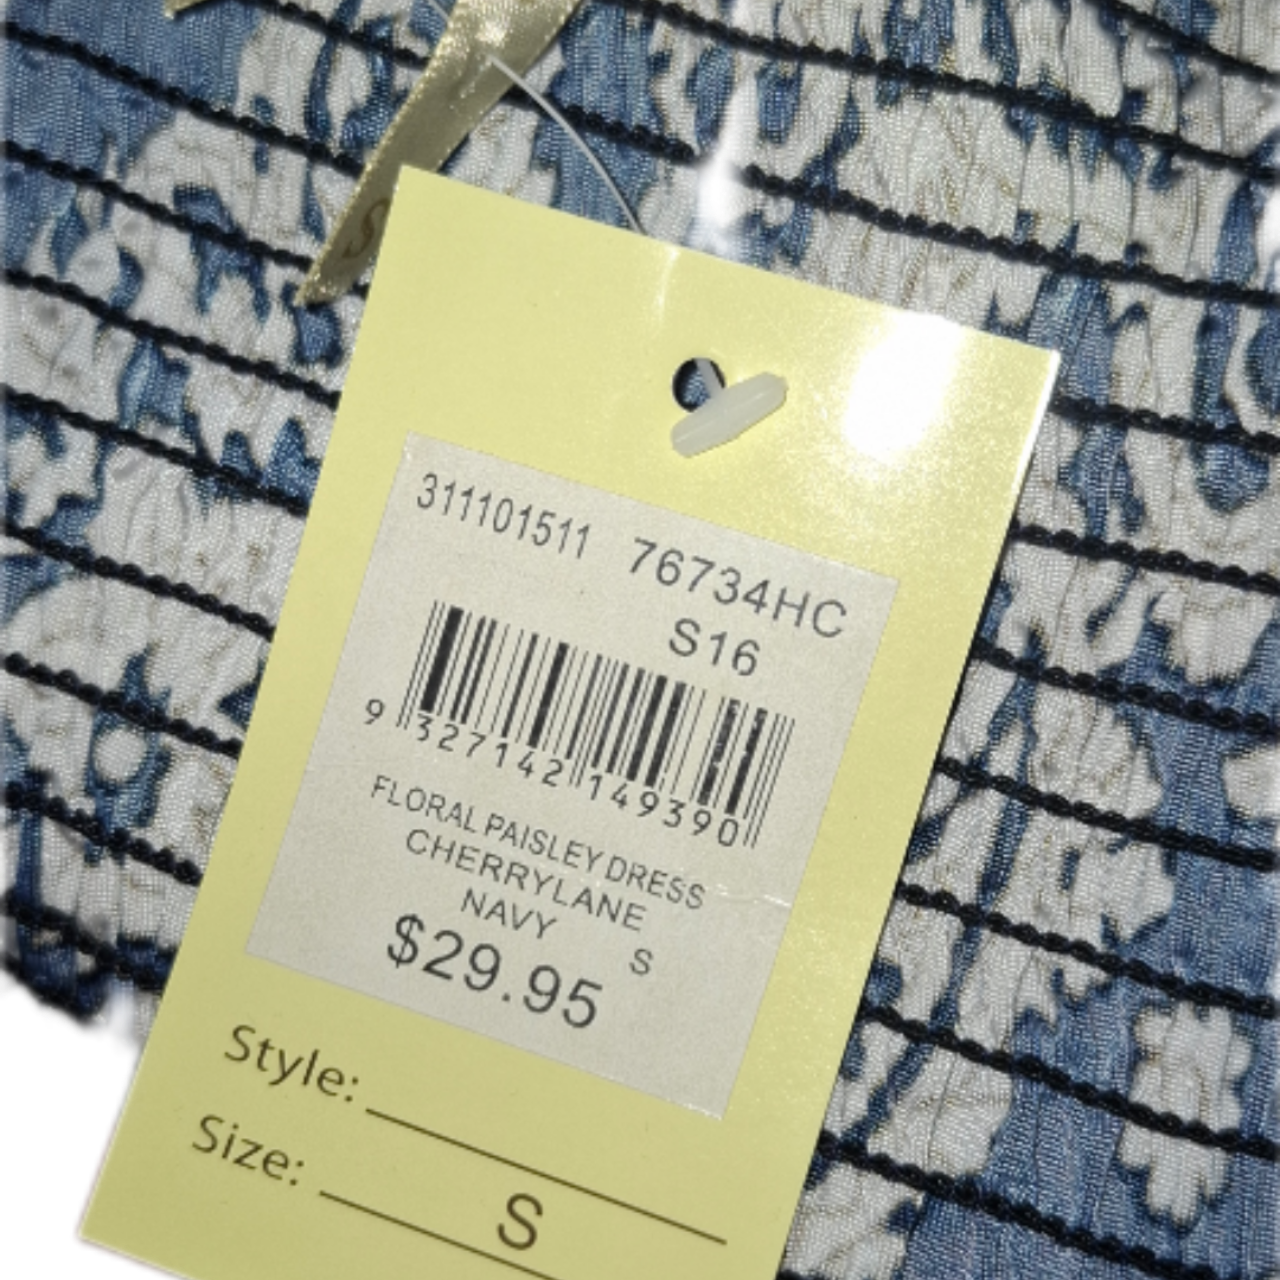 311101511 76734HC
S16
9 327142 149390
FLORAL PAISLEY DRESS
CHERRYLANE
NAVY S
$29.95
Style:
Size: S